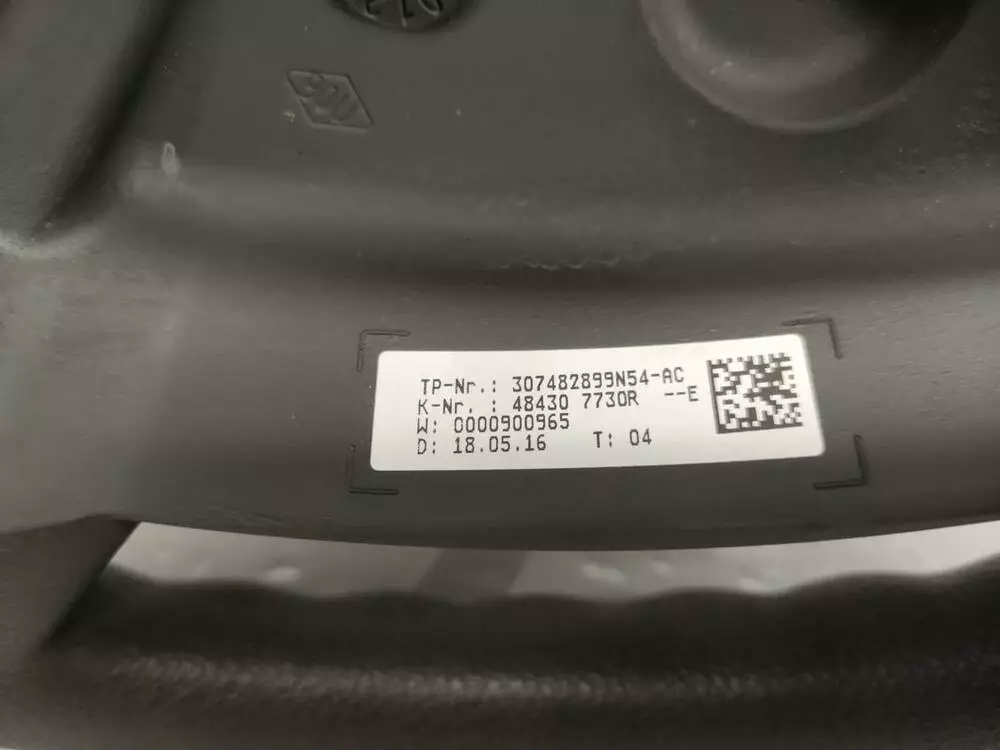 TP-Nr.: 307482899N54-AC
K-Nr. : 48430 7730R --E
W: 0000900965
D: 18.05.16 T: 04